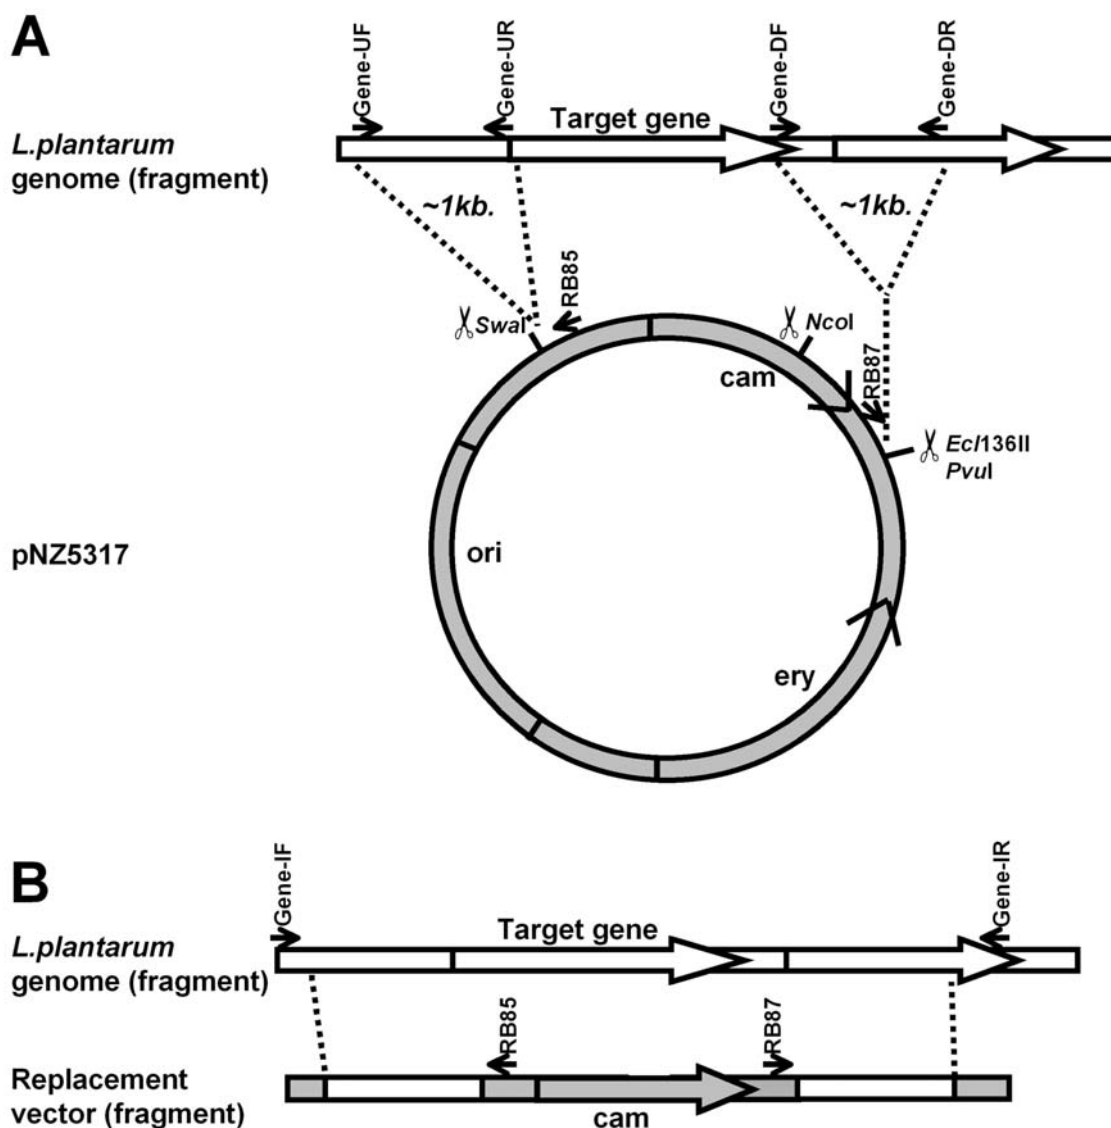 A
Gene-UF
Gene-UR
Gene-DF
Gene-DR
Target gene
L.plantarum
genome (fragment)
~1kb.
~1kb.
RB85
SwaI
NcoI
cam
RB87
Ecl136II
PvuI
pNZ5317
ori
ery
B
Gene-IF
Gene-IR
Target gene
L.plantarum
genome (fragment)
RB85
RB87
Replacement
vector (fragment)
cam